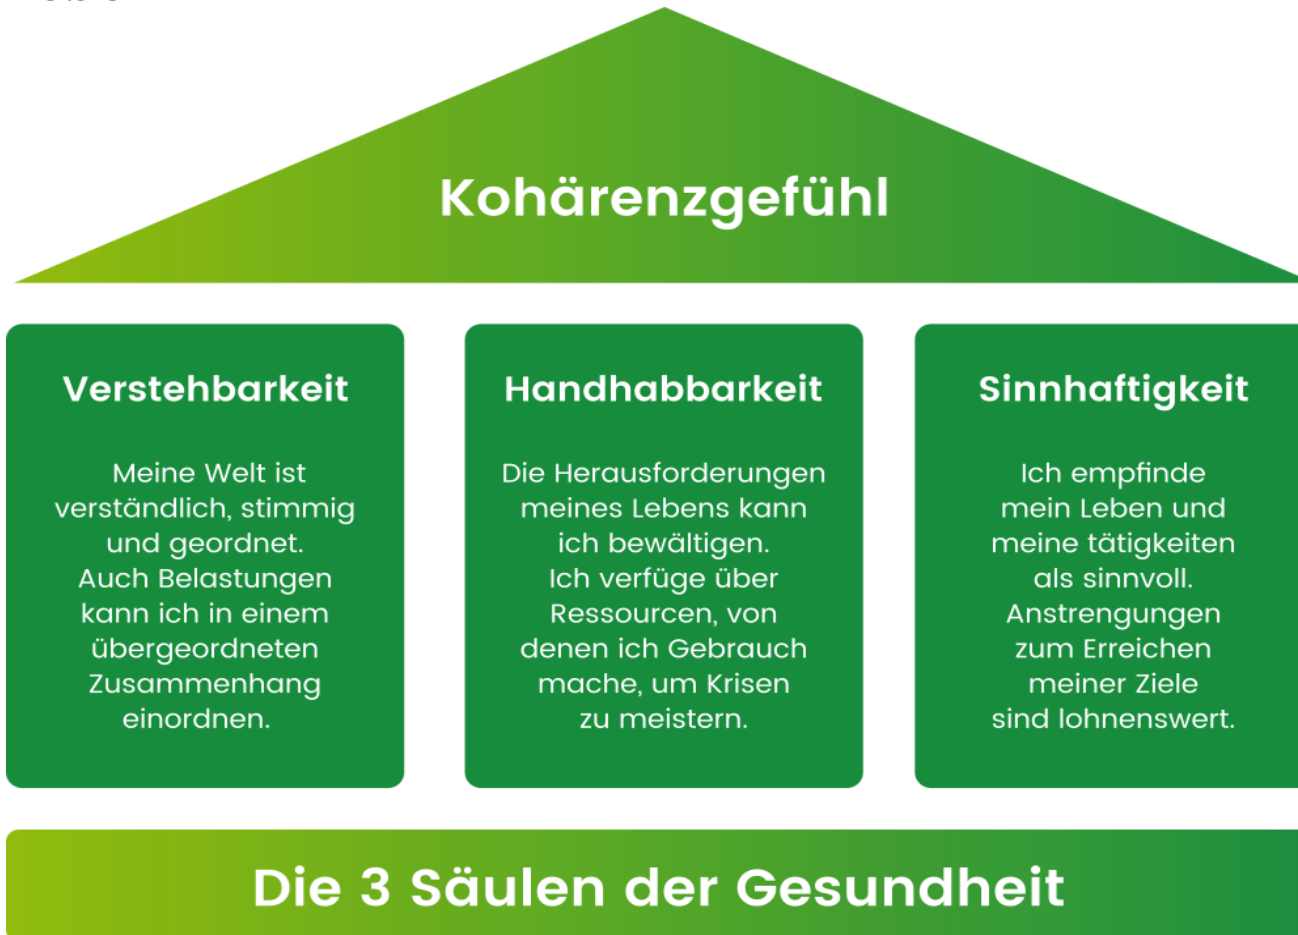 Kohärenzgefühl
Verstehbarkeit
Meine Welt ist
verständlich, stimmig
und geordnet.
Auch Belastungen
kann ich in einem
übergeordneten
Zusammenhang
einordnen.
Handhabbarkeit
Die Herausforderungen
meines Lebens kann
ich bewältigen.
Ich verfüge über
Ressourcen, von
denen ich Gebrauch
mache, um Krisen
zu meistern.
Sinnhaftigkeit
Ich empfinde
mein Leben und
meine tätigkeiten
als sinnvoll.
Anstrengungen
zum Erreichen
meiner Ziele
sind lohnenswert.
Die 3 Säulen der Gesundheit